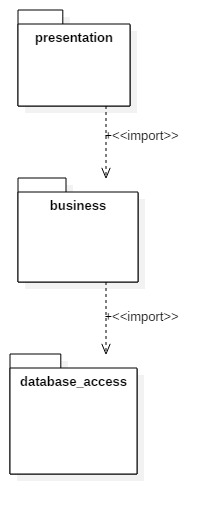 presentation
+<<import>>
business
+<<import>>
database_access